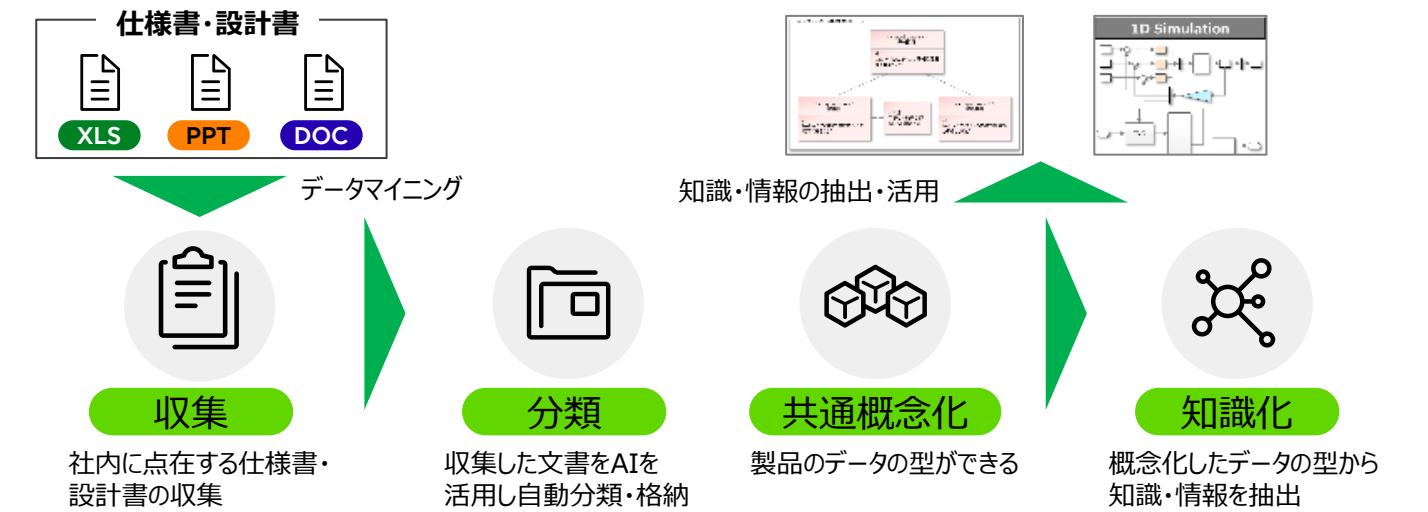 仕様書・設計書
XLS
PPT
DOC
1D Simulation
データマイニング
知識・情報の抽出・活用
収集
社内に点在する仕様書・
設計書の収集
分類
収集した文書をAIを
活用し自動分類・格納
共通概念化
製品のデータの型ができる
知識化
概念化したデータの型から
知識・情報を抽出